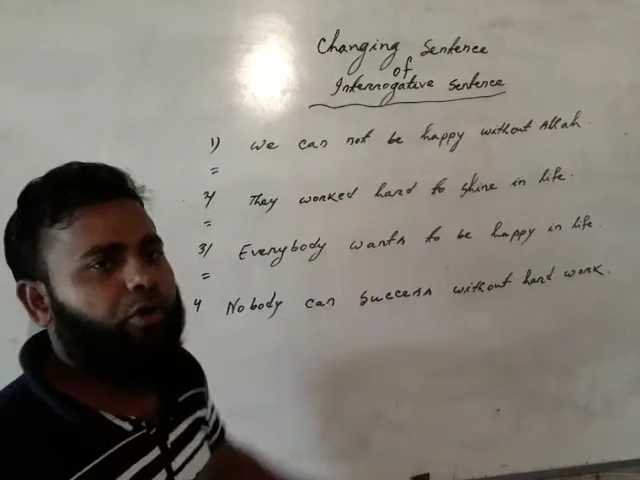 Changing Sentence
of
Interrogative Sentence
1) We can not be happy without Allah.
=
2) They worked hard to shine in life.
=
3) Everybody wants to be happy in life.
=
4 Nobody can Success without hard work.